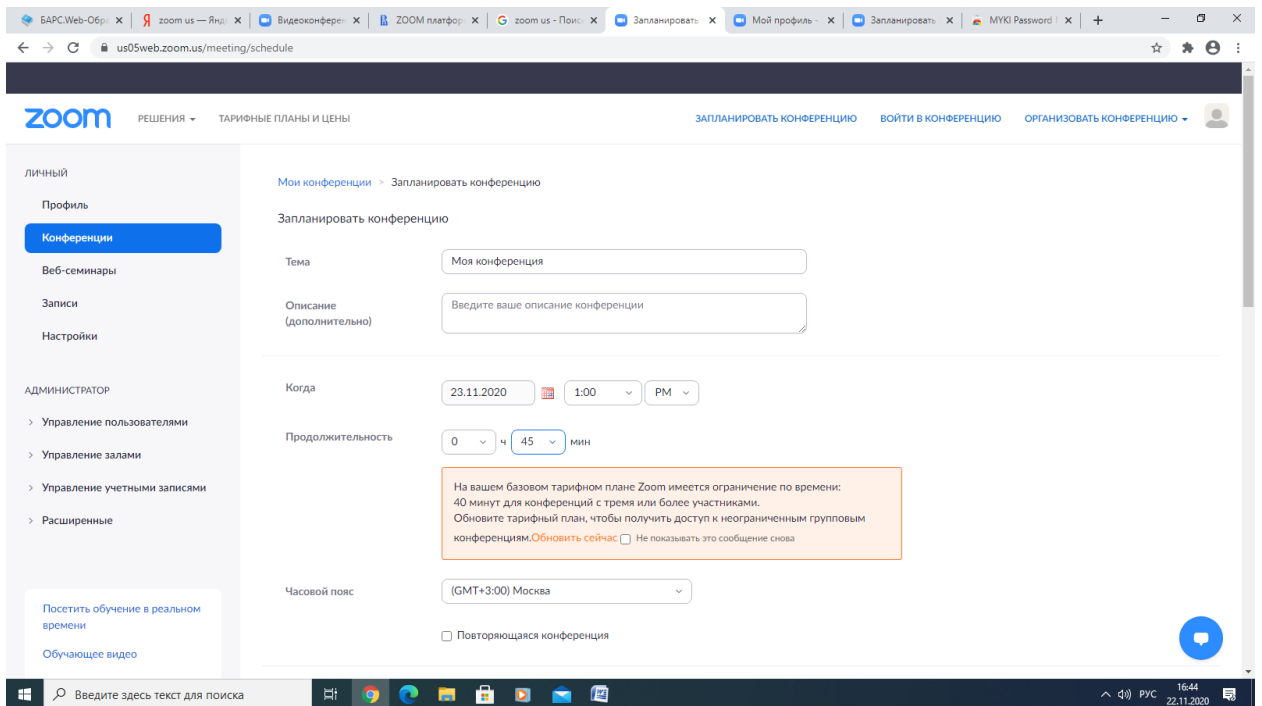 БАРС.Web-Обра
zoom us — Янд
Видеоконферен
ZOOM платфор
zoom us - Поис
Запланировать
Мой профиль -
Запланировать
MYKI Password
us05web.zoom.us/meeting/schedule
zoom
РЕШЕНИЯ
ТАРИФНЫЕ ПЛАНЫ И ЦЕНЫ
ЗАПЛАНИРОВАТЬ КОНФЕРЕНЦИЮ
ВОЙТИ В КОНФЕРЕНЦИЮ
ОРГАНИЗОВАТЬ КОНФЕРЕНЦИЮ
ЛИЧНЫЙ
Профиль
Конференции
Веб-семинары
Записи
Настройки
АДМИНИСТРАТОР
> Управление пользователями
> Управление залами
> Управление учетными записями
> Расширенные
Посетить обучение в реальном
времени
Обучающее видео
Мои конференции > Запланировать конференцию
Запланировать конференцию
Тема
Моя конференция
Описание
(дополнительно)
Введите ваше описание конференции
Когда
23.11.2020
1:00
PM
Продолжительность
0 ч 45 мин
На вашем базовом тарифном плане Zoom имеется ограничение по времени:
40 минут для конференций с тремя или более участниками.
Обновите тарифный план, чтобы получить доступ к неограниченным групповым
конференциям.Обновить сейчас Не показывать это сообщение снова
Часовой пояс
(GMT+3:00) Москва
Повторяющаяся конференция
Введите здесь текст для поиска
РУС
16:44
22.11.2020